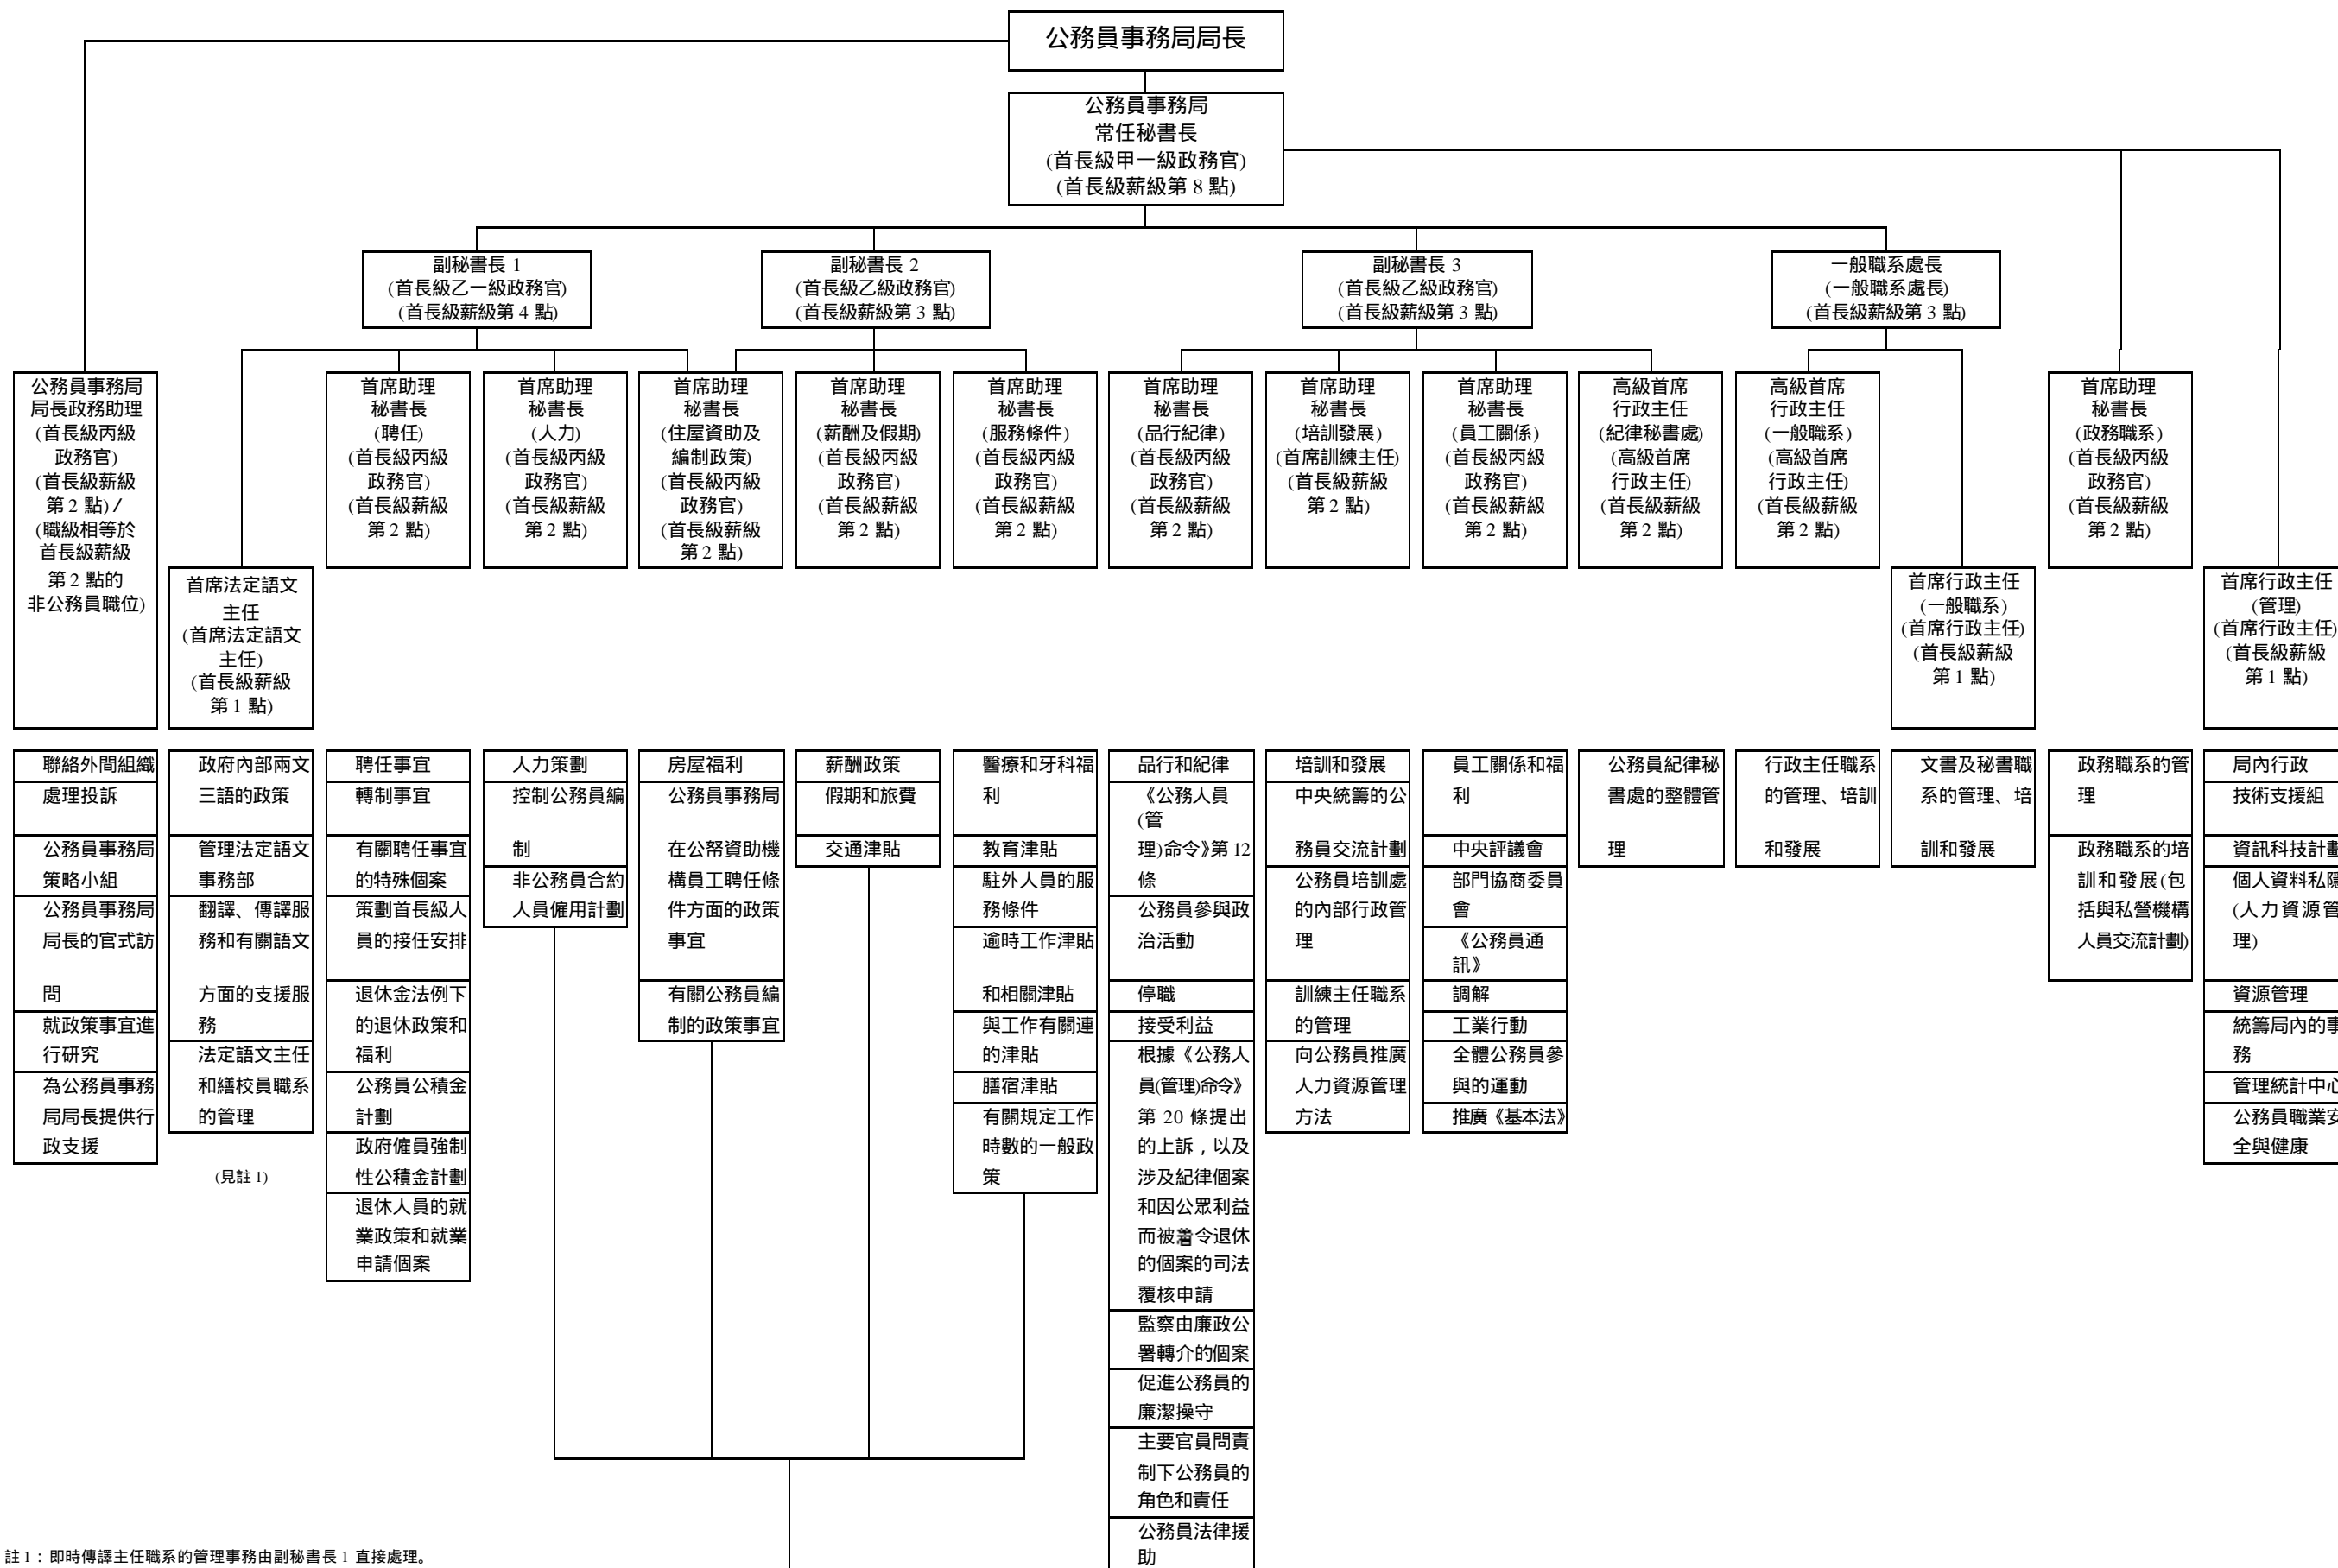 公務員事務局局長
公務員事務局
常任秘書長
(首長級甲一級政務官)
(首長級薪級第 8 點)
副秘書長 1
(首長級乙一級政務官)
(首長級薪級第 4 點)
副秘書長 2
(首長級乙級政務官)
(首長級薪級第 3 點)
副秘書長 3
(首長級乙級政務官)
(首長級薪級第 3 點)
一般職系處長
(一般職系處長)
(首長級薪級第 3 點)
公務員事務局
局長政務助理
(首長級丙級
政務官)
(首長級薪級
第 2 點) /
(職級相等於
首長級薪級
第 2 點的
非公務員職位)
首席法定語文
主任
(首席法定語文
主任)
(首長級薪級
第 1 點)
首席助理
秘書長
(聘任)
(首長級丙級
政務官)
(首長級薪級
第 2 點)
首席助理
秘書長
(人力)
(首長級丙級
政務官)
(首長級薪級
第 2 點)
首席助理
秘書長
(住屋資助及
編制政策)
(首長級丙級
政務官)
(首長級薪級
第 2 點)
首席助理
秘書長
(薪酬及假期)
(首長級丙級
政務官)
(首長級薪級
第 2 點)
首席助理
秘書長
(服務條件)
(首長級丙級
政務官)
(首長級薪級
第 2 點)
首席助理
秘書長
(品行紀律)
(首長級丙級
政務官)
(首長級薪級
第 2 點)
首席助理
秘書長
(培訓發展)
(首席訓練主任)
(首長級薪級
第 2 點)
首席助理
秘書長
(員工關係)
(首長級丙級
政務官)
(首長級薪級
第 2 點)
高級首席
行政主任
(紀律秘書處)
(高級首席
行政主任)
(首長級薪級
第 2 點)
高級首席
行政主任
(一般職系)
(高級首席
行政主任)
(首長級薪級
第 2 點)
首席行政主任
(一般職系)
(首席行政主任)
(首長級薪級
第 1 點)
首席助理
秘書長
(政務職系)
(首長級丙級
政務官)
(首長級薪級
第 2 點)
首席行政主任
(管理)
(首席行政主任)
(首長級薪級
第 1 點)
聯絡外間組織
處理投訴
公務員事務局
策略小組
公務員事務局
局長的官式訪
問
就政策事宜進
行研究
為公務員事務
局局長提供行
政支援
政府內部兩文
三語的政策
管理法定語文
事務部
翻譯、傳譯服
務和有關語文
方面的支援服
務
法定語文主任
和繕校員職系
的管理
(見註 1)
聘任事宜
轉制事宜
有關聘任事宜
的特殊個案
策劃首長級人
員的接任安排
退休金法例下
的退休政策和
福利
公務員公積金
計劃
政府僱員強制
性公積金計劃
退休人員的就
業政策和就業
申請個案
人力策劃
控制公務員編
制
非公務員合約
人員僱用計劃
房屋福利
公務員事務局
在公帑資助機
構員工聘任條
件方面的政策
事宜
有關公務員編
制的政策事宜
薪酬政策
假期和旅費
交通津貼
醫療和牙科福
利
教育津貼
駐外人員的服
務條件
逾時工作津貼
和相關津貼
與工作有關連
的津貼
膳宿津貼
有關規定工作
時數的一般政
策
品行和紀律
《公務人員
(管
理)命令》第 12
條
公務員參與政
治活動
停職
接受利益
根據《公務人
員(管理)命令》
第 20 條提出
的上訴，以及
涉及紀律個案
和因公眾利益
而被着令退休
的個案的司法
覆核申請
監察由廉政公
署轉介的個案
促進公務員的
廉潔操守
主要官員問責
制下公務員的
角色和責任
公務員法律援
助
培訓和發展
中央統籌的公
務員交流計劃
公務員培訓處
的內部行政管
理
訓練主任職系
的管理
向公務員推廣
人力資源管理
方法
員工關係和福
利
中央評議會
部門協商委員
會
《公務員通
訊》
調解
工業行動
全體公務員參
與的運動
推廣《基本法》
公務員紀律秘
書處的整體管
理
行政主任職系
的管理、培訓
和發展
文書及秘書職
系的管理、培
訓和發展
政務職系的管
理
政務職系的培
訓和發展(包
括與私營機構
人員交流計劃)
局內行政
技術支援組
資訊科技計劃
個人資料私隱
(人力資源管
理)
資源管理
統籌局內的事
務
管理統計中心
公務員職業安
全與健康
註 1：即時傳譯主任職系的管理事務由副秘書長 1 直接處理。